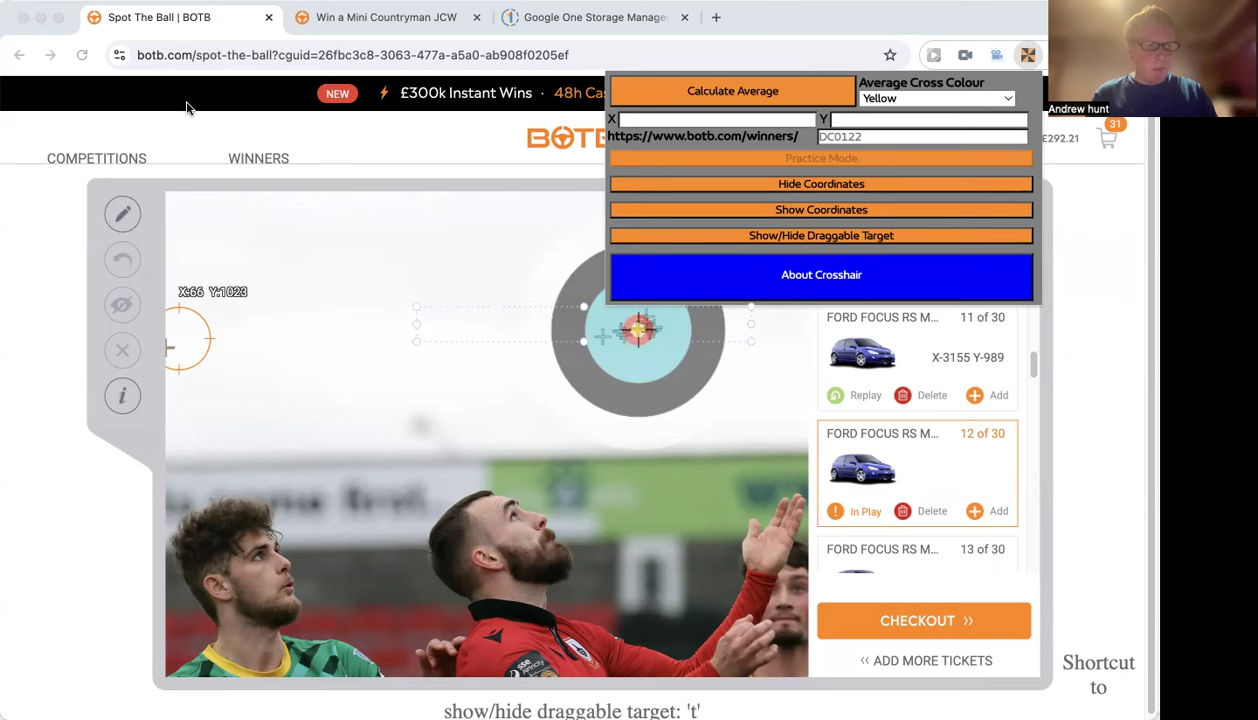 Spot The Ball | BOTB
Win a Mini Countryman JCW
Google One Storage Manage
botb.com/spot-the-ball?cguid=26fbc3c8-3063-477a-a5a0-ab908f0205ef
Andrew hunt
NEW £300k Instant Wins · 48h Cas
Calculate Average
Average Cross Colour
Yellow
X
Y
https://www.botb.com/winners/ DC0122
Practice Mode
Hide Coordinates
Show Coordinates
Show/Hide Draggable Target
About Crosshair
£292.21
31
BOTB
COMPETITIONS
WINNERS
X:66 Y:1023
FORD FOCUS RS M... 11 of 30
X-3155 Y-989
Replay Delete Add
FORD FOCUS RS M... 12 of 30
In Play Delete Add
FORD FOCUS RS M... 13 of 30
CHECKOUT
ADD MORE TICKETS
sse
Airtricity
Shortcut
to
show/hide draggable target: 't'